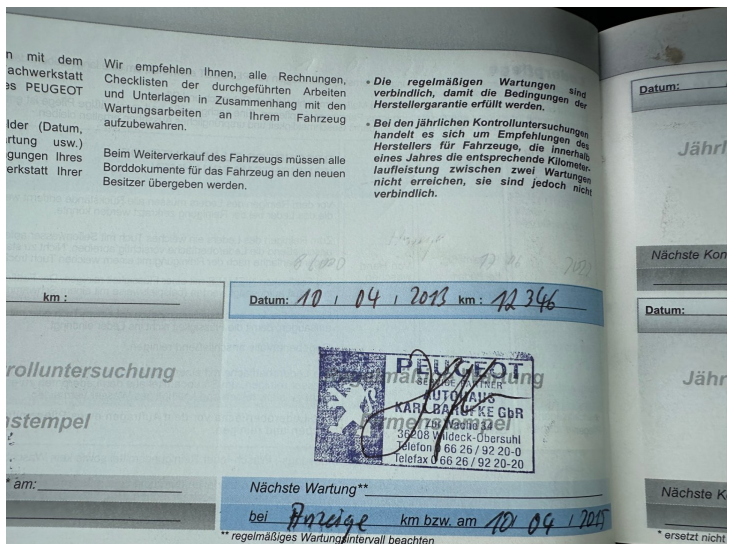 n mit dem
achwerkstatt
es PEUGEOT
lder (Datum,
rtung usw.)
gungen Ihres
erkstatt Ihrer
Wir empfehlen Ihnen, alle Rechnungen,
Checklisten der durchgeführten Arbeiten
und Unterlagen in Zusammenhang mit den
Wartungsarbeiten an Ihrem Fahrzeug
aufzubewahren.
Beim Weiterverkauf des Fahrzeugs müssen alle
Borddokumente für das Fahrzeug an den neuen
Besitzer übergeben werden.
• Die regelmäßigen Wartungen sind
verbindlich, damit die Bedingungen der
Herstellergarantie erfüllt werden.
• Bei den jährlichen Kontrolluntersuchungen
handelt es sich um Empfehlungen des
Herstellers für Fahrzeuge, die innerhalb
eines Jahres die entsprechende Kilometer-
laufleistung zwischen zwei Wartungen
nicht erreichen, sie sind jedoch nicht
verbindlich.
km :
rolluntersuchung
stempel
* am:
Datum: 10 / 04 / 2013 km : 12 346
Regelmäßige Wartung
Firmenstempel
PEUGEOT
SERVICE PARTNER
AUTOHAUS
KARL BARUFKE GbR
36208 Wildeck-Obersuhl
Telefon 0 66 26 / 92 20-0
Telefax 0 66 26 / 92 20-20
Nächste Wartung**
bei Anzeige km bzw. am 10 / 04 / 2015
** regelmäßiges Wartungsintervall beachten
Datum:
Jährl
Nächste Kon
Datum:
Jähr
Nächste K
* ersetzt nicht